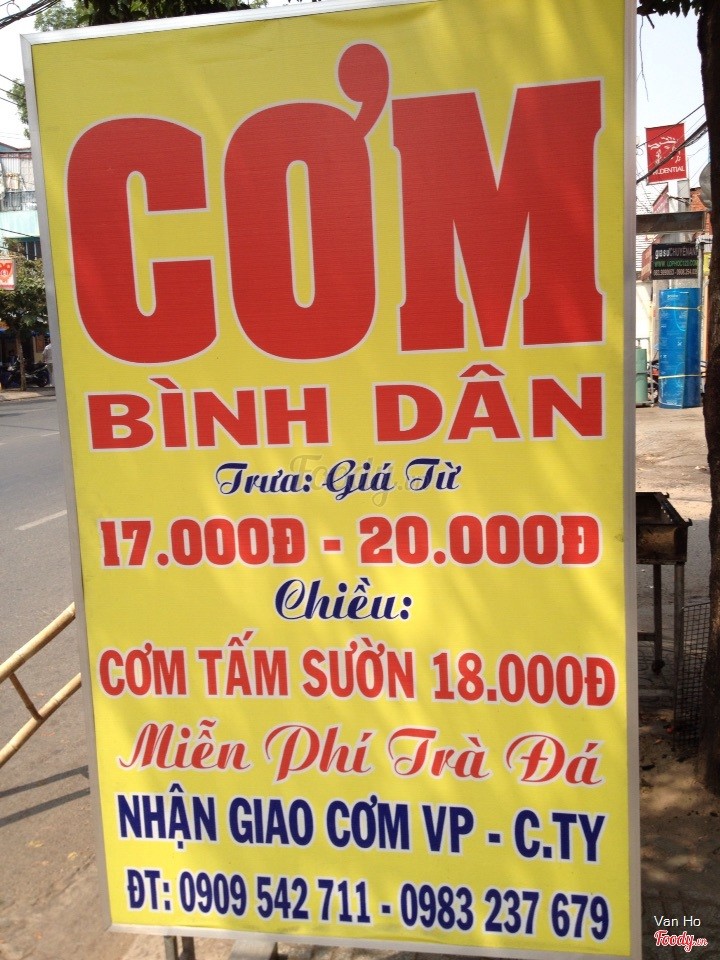 CƠM
BÌNH DÂN
Trưa: Giá Từ
17.000Đ - 20.000Đ
Chiều:
CƠM TẤM SƯỜN 18.000Đ
Miễn Phí Trà Đá
NHẬN GIAO CƠM VP - C.TY
ĐT: 0909 542 711 - 0983 237 679
Van Ho
Foody.vn